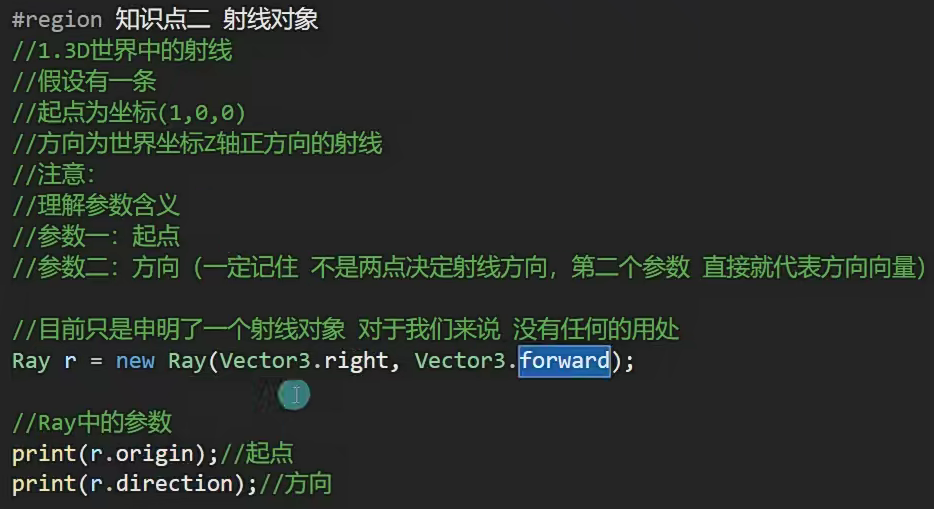 #region 知识点二 射线对象
//1.3D世界中的射线
//假设有一条
//起点为坐标(1,0,0)
//方向为世界坐标Z轴正方向的射线
//注意：
//理解参数含义
//参数一：起点
//参数二：方向（一定记住 不是两点决定射线方向，第二个参数 直接就代表方向向量）
//目前只是申明了一个射线对象 对于我们来说 没有任何的用处
Ray r = new Ray(Vector3.right, Vector3.forward);
//Ray中的参数
print(r.origin);//起点
print(r.direction);//方向